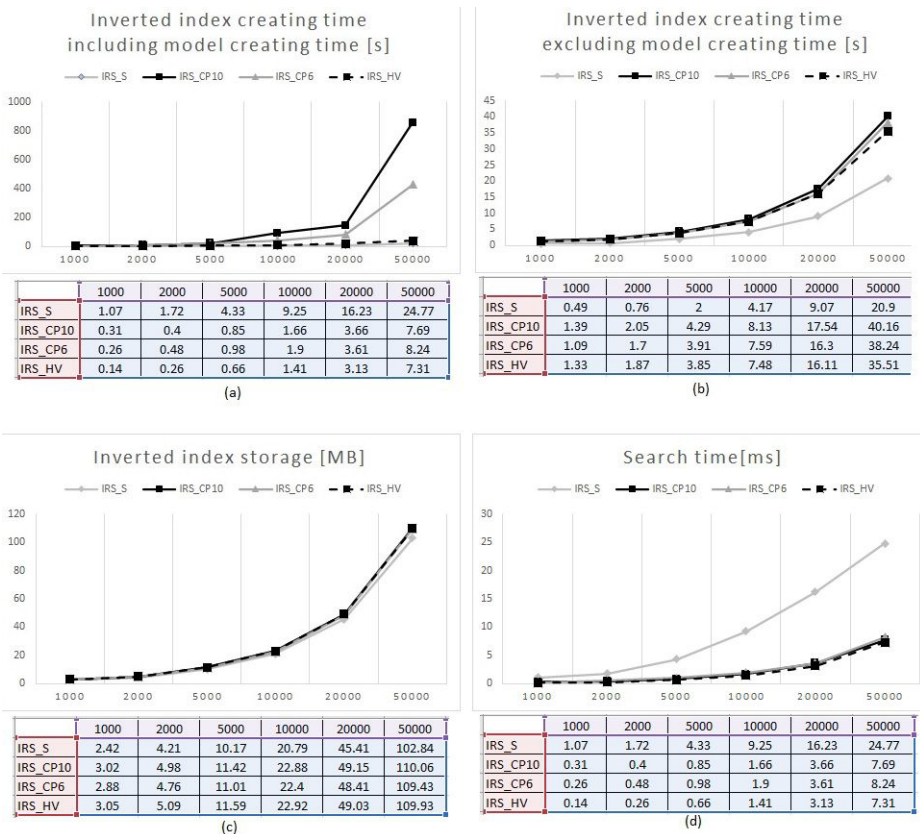 Inverted index creating time
including model creating time [s]
IRS_S IRS_CP10 IRS_CP6 IRS_HV
1000
800
600
400
200
0
1000 2000 5000 10000 20000 50000
1000 2000 5000 10000 20000 50000
IRS_S 1.07 1.72 4.33 9.25 16.23 24.77
IRS_CP10 0.31 0.4 0.85 1.66 3.66 7.69
IRS_CP6 0.26 0.48 0.98 1.9 3.61 8.24
IRS_HV 0.14 0.26 0.66 1.41 3.13 7.31
(a)
Inverted index creating time
excluding model creating time [s]
IRS_S IRS_CP10 IRS_CP6 IRS_HV
45
40
35
30
25
20
15
10
5
0
1000 2000 5000 10000 20000 50000
1000 2000 5000 10000 20000 50000
IRS_S 0.49 0.76 2 4.17 9.07 20.9
IRS_CP10 1.39 2.05 4.29 8.13 17.54 40.16
IRS_CP6 1.09 1.7 3.91 7.59 16.3 38.24
IRS_HV 1.33 1.87 3.85 7.48 16.11 35.51
(b)
Inverted index storage [MB]
IRS_S IRS_CP10 IRS_CP6 IRS_HV
120
100
80
60
40
20
0
1000 2000 5000 10000 20000 50000
1000 2000 5000 10000 20000 50000
IRS_S 2.42 4.21 10.17 20.79 45.41 102.84
IRS_CP10 3.02 4.98 11.42 22.88 49.15 110.06
IRS_CP6 2.88 4.76 11.01 22.4 48.41 109.43
IRS_HV 3.05 5.09 11.59 22.92 49.03 109.93
(c)
Search time[ms]
IRS_S IRS_CP10 IRS_CP6 IRS_HV
30
25
20
15
10
5
0
1000 2000 5000 10000 20000 50000
1000 2000 5000 10000 20000 50000
IRS_S 1.07 1.72 4.33 9.25 16.23 24.77
IRS_CP10 0.31 0.4 0.85 1.66 3.66 7.69
IRS_CP6 0.26 0.48 0.98 1.9 3.61 8.24
IRS_HV 0.14 0.26 0.66 1.41 3.13 7.31
(d)